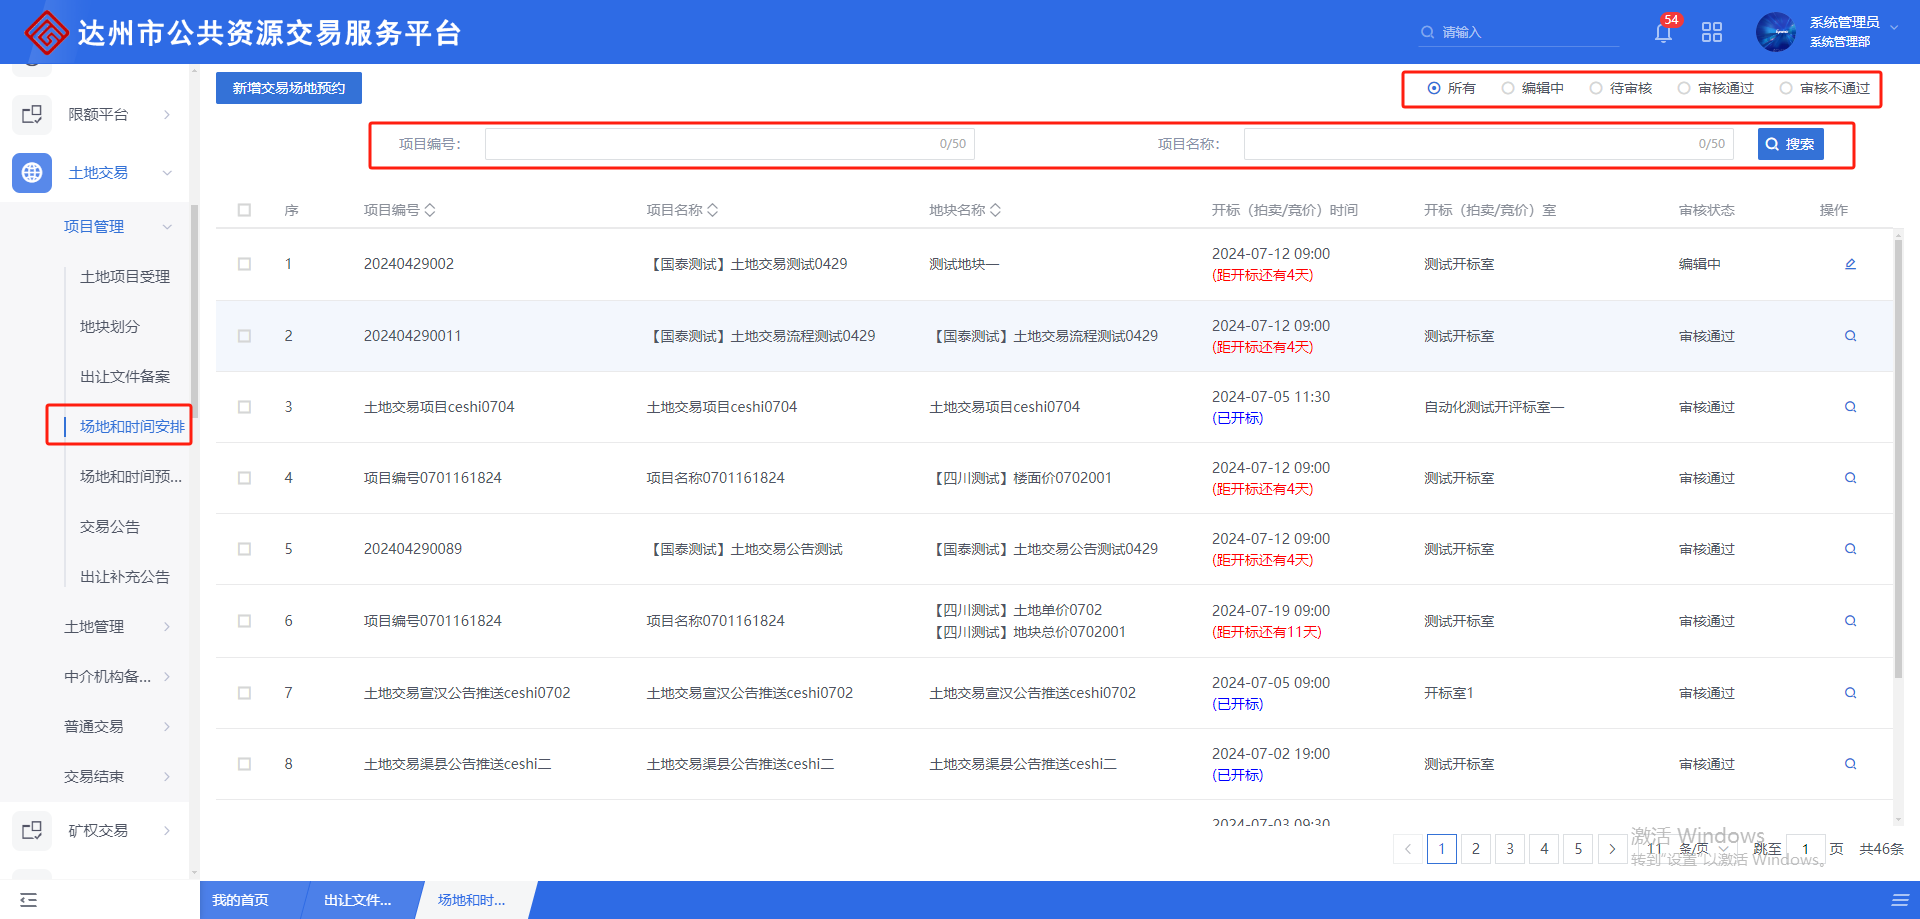 达州市公共资源交易服务平台
请输入
54
系统管理员
系统管理部
限额平台
土地交易
项目管理
土地项目受理
地块划分
出让文件备案
场地和时间安排
场地和时间预...
交易公告
出让补充公告
土地管理
中介机构备...
普通交易
交易结束
矿权交易
新增交易场地预约
所有 编辑中 待审核 审核通过 审核不通过
项目编号： 0/50 项目名称： 0/50 搜索
序 项目编号 项目名称 地块名称 开标（拍卖/竞价）时间 开标（拍卖/竞价）室 审核状态 操作
1 20240429002 【国泰测试】土地交易测试0429 测试地块一 2024-07-12 09:00 测试开标室 编辑中
(距开标还有4天)
2 202404290011 【国泰测试】土地交易流程测试0429 【国泰测试】土地交易流程测试0429 2024-07-12 09:00 测试开标室 审核通过
(距开标还有4天)
3 土地交易项目ceshi0704 土地交易项目ceshi0704 土地交易项目ceshi0704 2024-07-05 11:30 自动化测试开评标室一 审核通过
(已开标)
4 项目编号0701161824 项目名称0701161824 【四川测试】楼面价0702001 2024-07-12 09:00 测试开标室 审核通过
(距开标还有4天)
5 202404290089 【国泰测试】土地交易公告测试 【国泰测试】土地交易公告测试0429 2024-07-12 09:00 测试开标室 审核通过
(距开标还有4天)
6 项目编号0701161824 项目名称0701161824 【四川测试】土地单价0702 2024-07-19 09:00 测试开标室 审核通过
【四川测试】地块总价0702001 (距开标还有11天)
7 土地交易宣汉公告推送ceshi0702 土地交易宣汉公告推送ceshi0702 土地交易宣汉公告推送ceshi0702 2024-07-05 09:00 开标室1 审核通过
(已开标)
8 土地交易渠县公告推送ceshi二 土地交易渠县公告推送ceshi二 土地交易渠县公告推送ceshi二 2024-07-02 19:00 测试开标室 审核通过
(已开标)
2024-07-03 09:30
1 2 3 4 5 11 条/页 跳至 1 页 共46条
激活 Windows
转到"设置"以激活 Windows。
我的首页 出让文件... 场地和时...